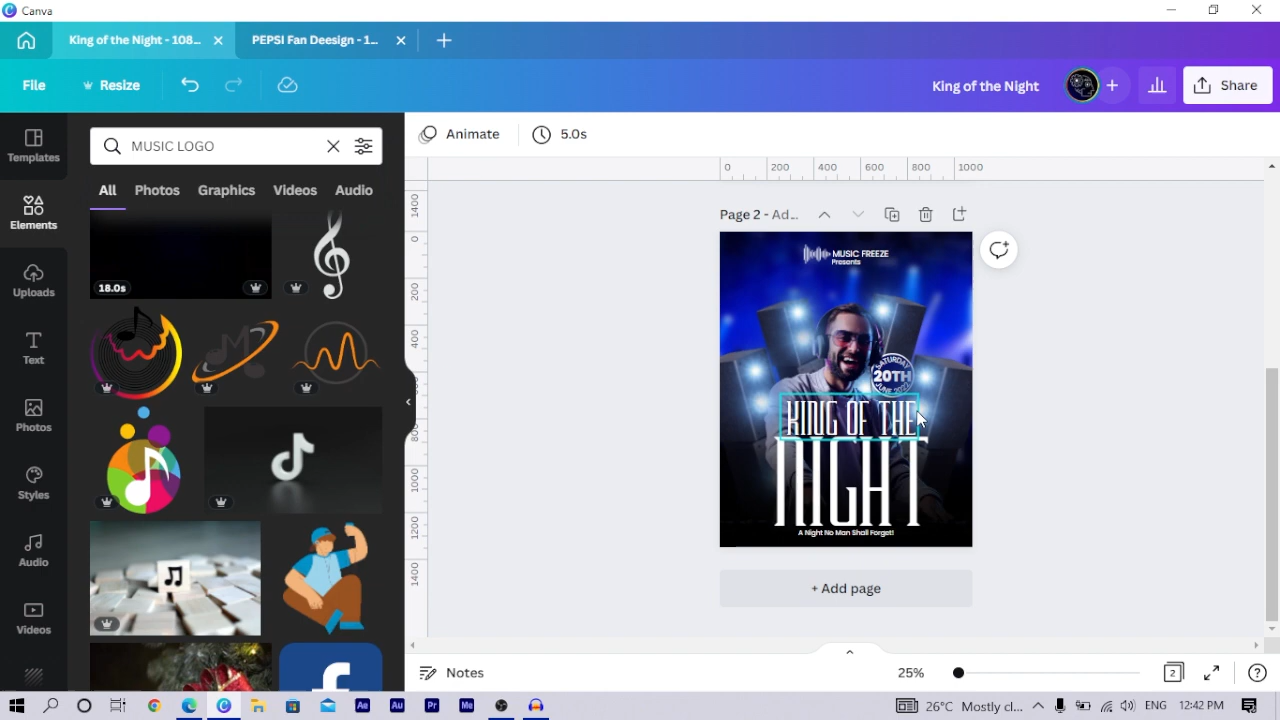 Canva
King of the Night - 108...
PEPSI Fan Deesign - 1...
File
Resize
King of the Night
Share
Templates
Elements
Uploads
Text
Photos
Styles
Audio
Videos
MUSIC LOGO
All
Photos
Graphics
Videos
Audio
18.0s
Animate
5.0s
0
200
400
600
800
1000
1400
0
200
400
800
1000
1200
1400
Page 2 - Ad...
MUSIC FREEZE
Presents
SATURDAY
20TH
KING OF THE
NIGHT
A Night No Man Shall Forget!
+ Add page
Notes
25%
2
26°C Mostly cl...
ENG
12:42 PM